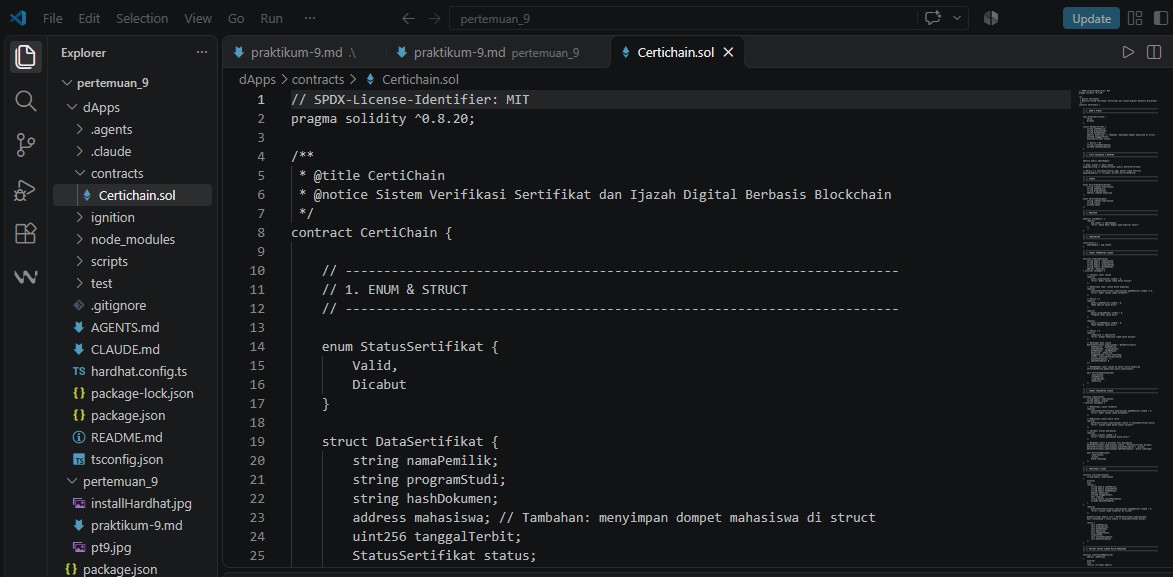 File Edit Selection View Go Run ··· pertemuan_9 Update
Explorer ···
praktikum-9.md .\ praktikum-9.md pertemuan_9 Certichain.sol
dApps > contracts > Certichain.sol
pertemuan_9
dApps
.agents
.claude
contracts
Certichain.sol
ignition
node_modules
scripts
test
.gitignore
AGENTS.md
CLAUDE.md
TS hardhat.config.ts
{} package-lock.json
{} package.json
README.md
TS tsconfig.json
pertemuan_9
installHardhat.jpg
praktikum-9.md
pt9.jpg
{} package.json
1 // SPDX-License-Identifier: MIT
2 pragma solidity ^0.8.20;
3
4 /**
5 * @title CertiChain
6 * @notice Sistem Verifikasi Sertifikat dan Ijazah Digital Berbasis Blockchain
7 */
8 contract CertiChain {
9
10 // ------------------------------------------------------------------------
11 // 1. ENUM & STRUCT
12 // ------------------------------------------------------------------------
13
14 enum StatusSertifikat {
15 Valid,
16 Dicabut
17 }
18
19 struct DataSertifikat {
20 string namaPemilik;
21 string programStudi;
22 string hashDokumen;
23 address mahasiswa; // Tambahan: menyimpan dompet mahasiswa di struct
24 uint256 tanggalTerbit;
25 StatusSertifikat status;